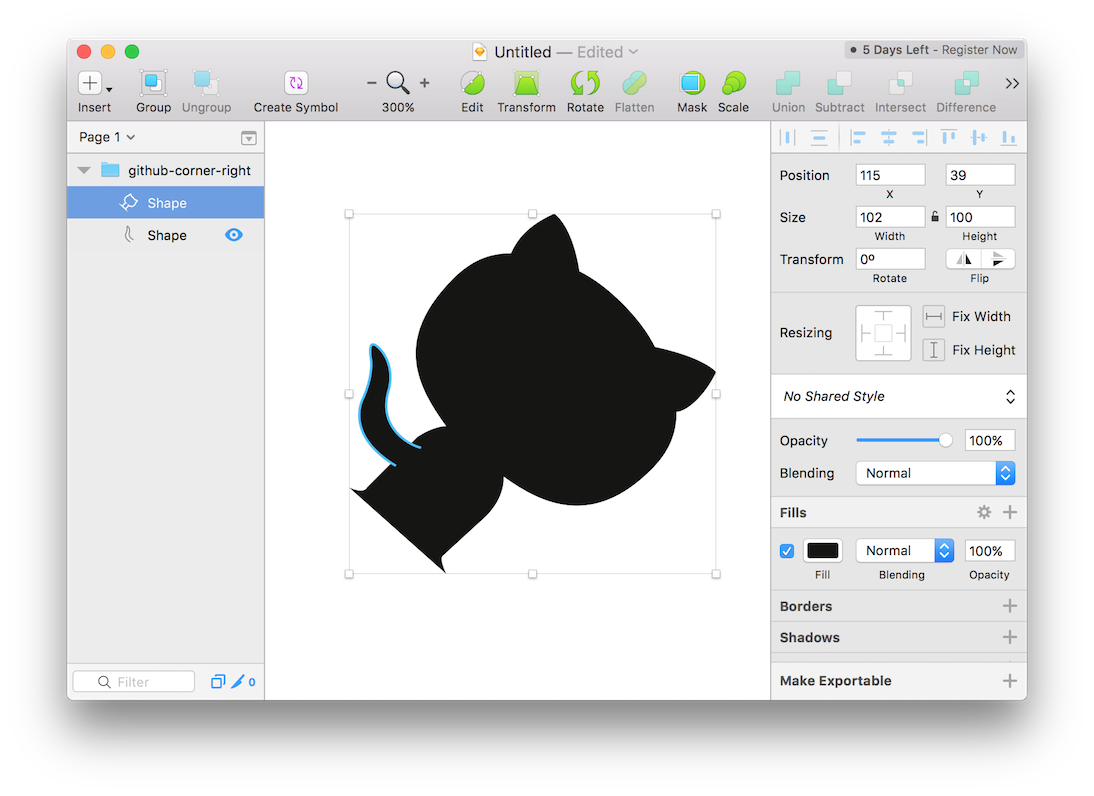 Untitled — Edited
5 Days Left - Register Now
Insert
Group
Ungroup
Create Symbol
300%
Edit
Transform
Rotate
Flatten
Mask
Scale
Union
Subtract
Intersect
Difference
Page 1
github-corner-right
Shape
Shape
Filter
0
Position
115
39
X
Y
Size
102
100
Width
Height
Transform
0º
Rotate
Flip
Resizing
Fix Width
Fix Height
No Shared Style
Opacity
100%
Blending
Normal
Fills
Normal
100%
Fill
Blending
Opacity
Borders
Shadows
Make Exportable